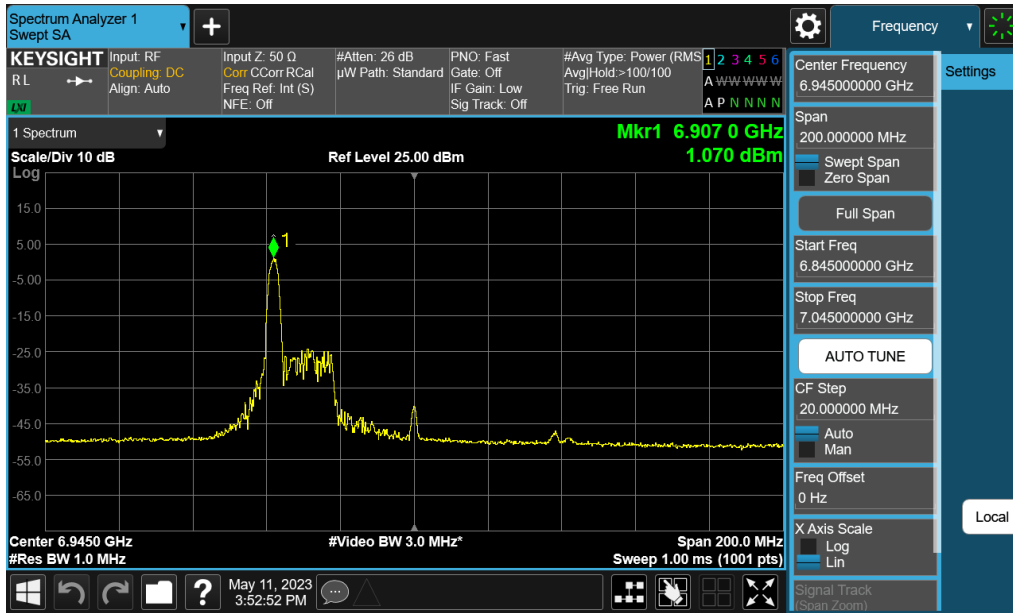 Spectrum Analyzer 1
Swept SA
Frequency
KEYSIGHT
R L
LXI
Input: RF
Coupling: DC
Align: Auto
Input Z: 50 Ω
Corr CCorr RCal
Freq Ref: Int (S)
NFE: Off
#Atten: 26 dB
µW Path: Standard
PNO: Fast
Gate: Off
IF Gain: Low
Sig Track: Off
#Avg Type: Power (RMS
Avg|Hold:>100/100
Trig: Free Run
1 2 3 4 5 6
A W W W W W
A P N N N N
1 Spectrum
Mkr1 6.907 0 GHz
Scale/Div 10 dB
Ref Level 25.00 dBm
1.070 dBm
Log
15.0
5.00
-5.00
-15.0
-25.0
-35.0
-45.0
-55.0
-65.0
1
Center 6.9450 GHz
#Video BW 3.0 MHz*
Span 200.0 MHz
#Res BW 1.0 MHz
Sweep 1.00 ms (1001 pts)
Center Frequency
6.945000000 GHz
Span
200.000000 MHz
Swept Span
Zero Span
Full Span
Start Freq
6.845000000 GHz
Stop Freq
7.045000000 GHz
AUTO TUNE
CF Step
20.000000 MHz
Auto
Man
Freq Offset
0 Hz
X Axis Scale
Log
Lin
Signal Track
(Span Zoom)
Settings
Local
?
May 11, 2023
3:52:52 PM